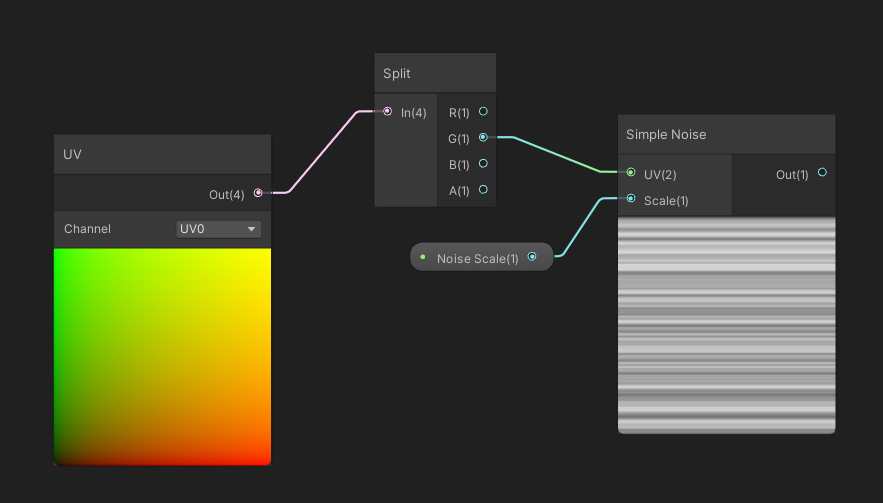 Split
In(4)
R(1)
G(1)
B(1)
A(1)
UV
Out(4)
Channel
UV0
Noise Scale(1)
Simple Noise
UV(2)
Out(1)
Scale(1)